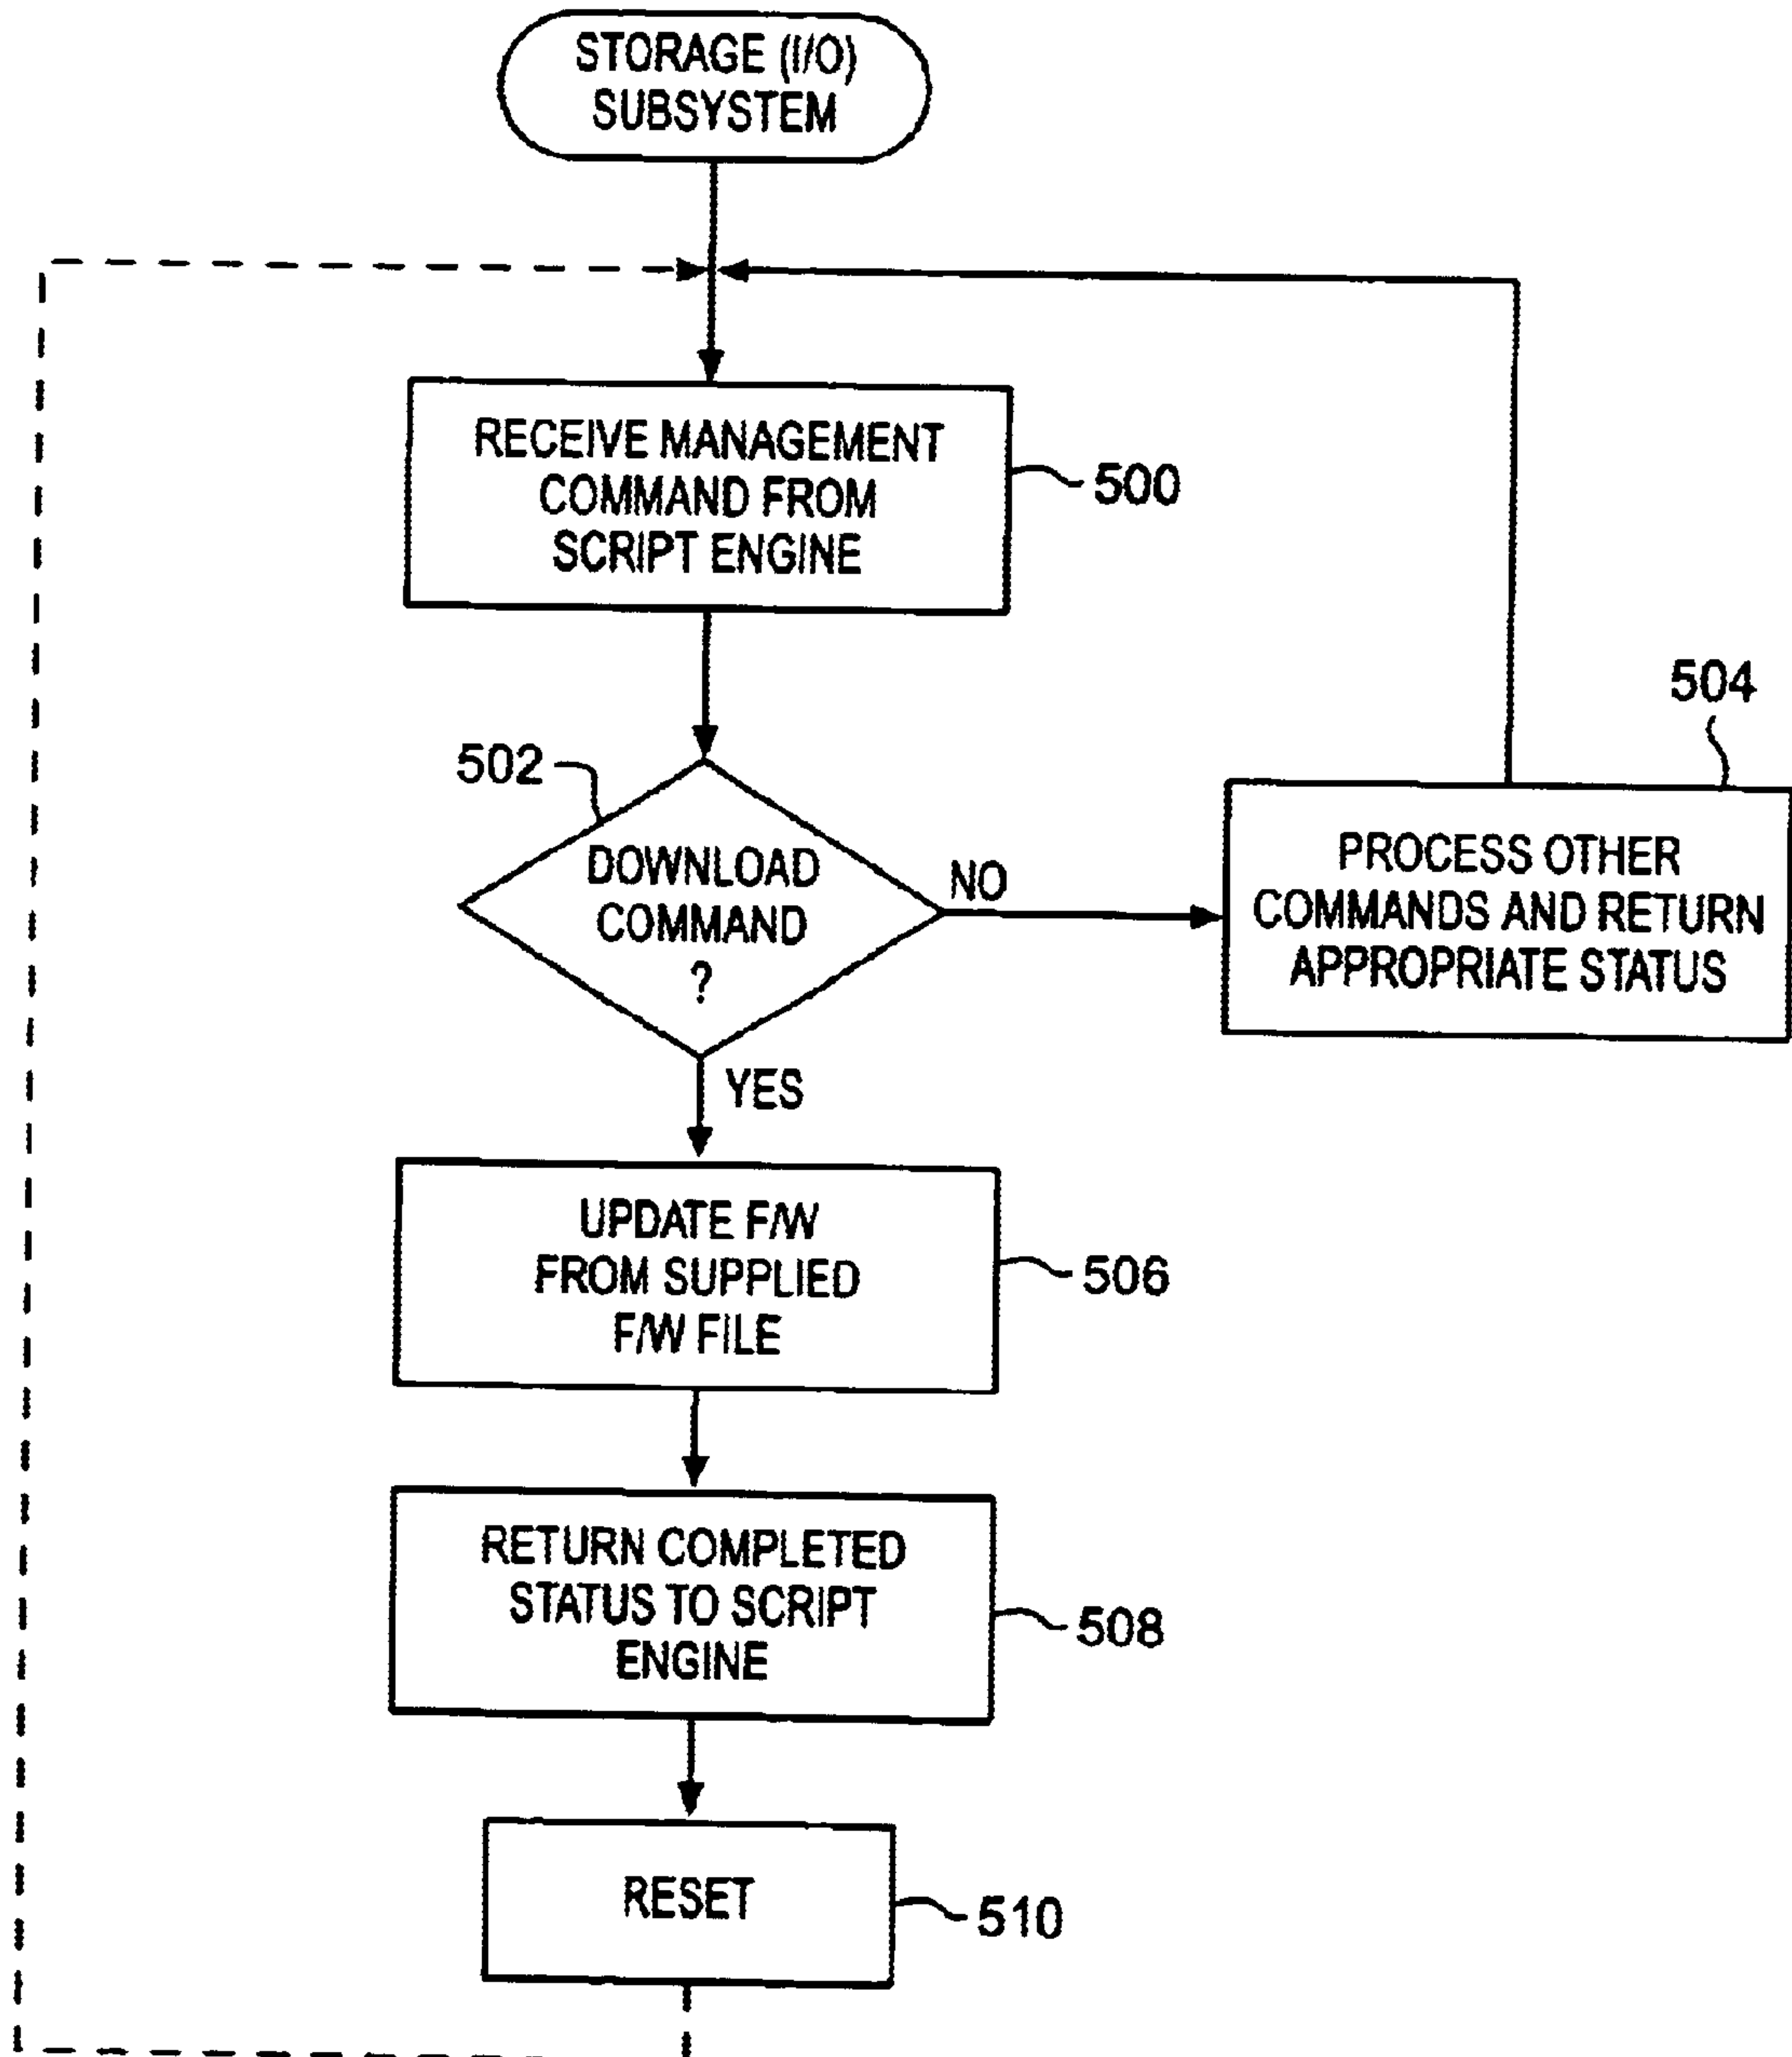 STORAGE (I/O)
SUBSYSTEM
RECEIVE MANAGEMENT
COMMAND FROM
SCRIPT ENGINE
500
502
DOWNLOAD
COMMAND
?
NO
504
PROCESS OTHER
COMMANDS AND RETURN
APPROPRIATE STATUS
YES
UPDATE F/W
FROM SUPPLIED
F/W FILE
506
RETURN COMPLETED
STATUS TO SCRIPT
ENGINE
508
RESET
510